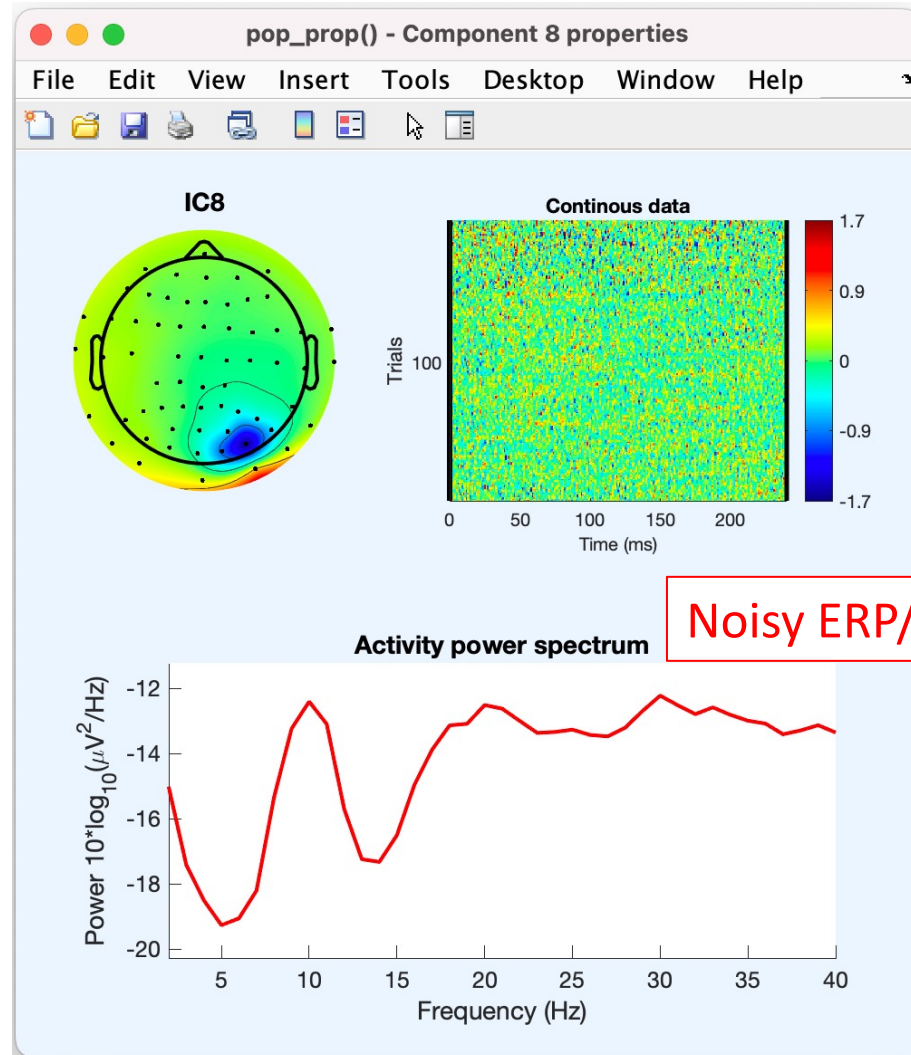 pop_prop() - Component 8 properties
File Edit View Insert Tools Desktop Window Help
IC8
Continous data
Trials
100
0 50 100 150 200
Time (ms)
1.7
0.9
0
-0.9
-1.7
Noisy ERP/
Activity power spectrum
Power 10*log10(μV2/Hz)
-12
-14
-16
-18
-20
5 10 15 20 25 30 35 40
Frequency (Hz)